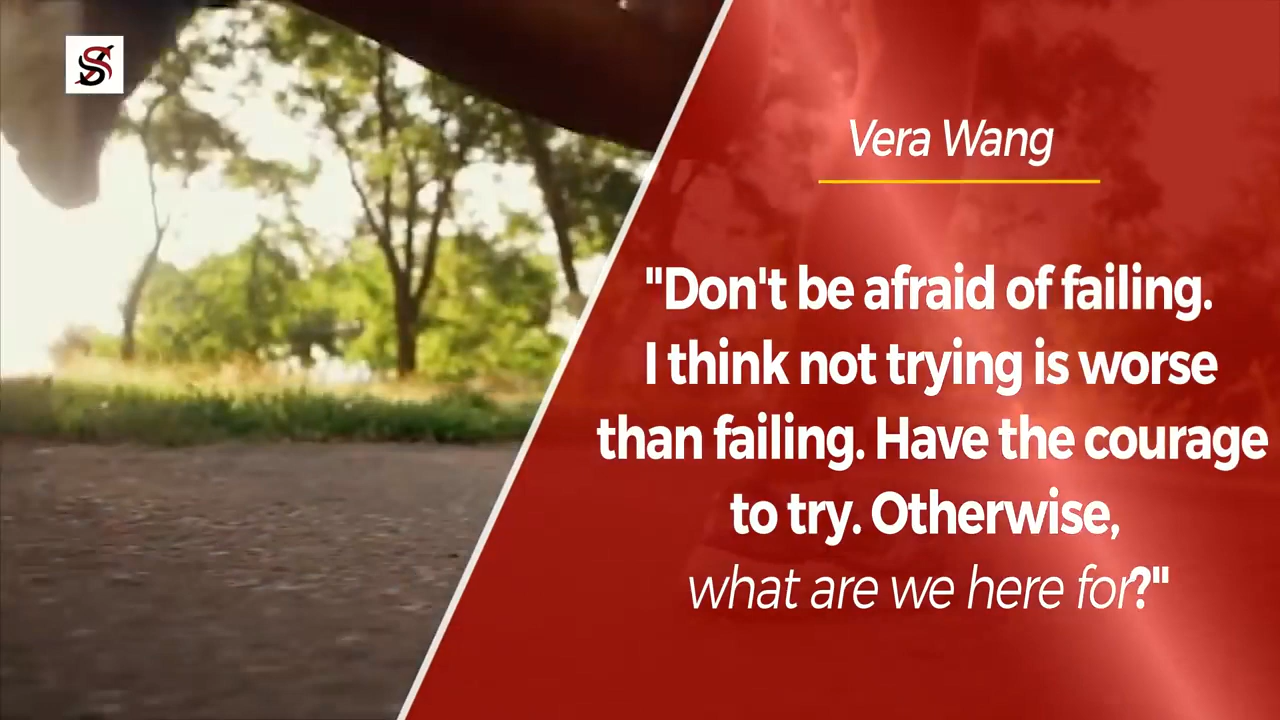 Vera Wang
"Don't be afraid of failing.
I think not trying is worse
than failing. Have the courage
to try. Otherwise,
what are we here for?"